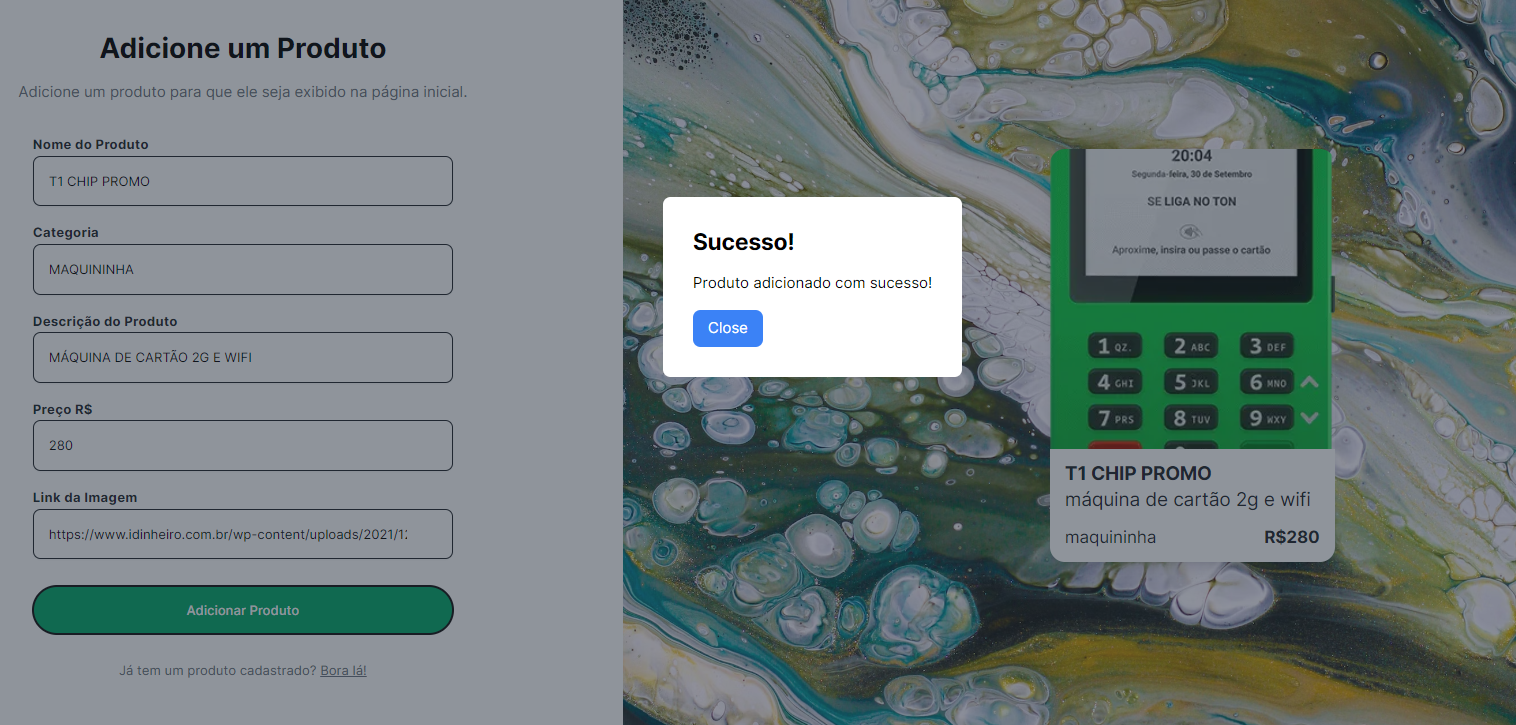 Adicione um Produto
Adicione um produto para que ele seja exibido na página inicial.
Nome do Produto
T1 CHIP PROMO
Categoria
MAQUININHA
Descrição do Produto
MÁQUINA DE CARTÃO 2G E WIFI
Preço R$
280
Link da Imagem
https://www.idinheiro.com.br/wp-content/uploads/2021/1
Adicionar Produto
Já tem um produto cadastrado? Bora lá!
Sucesso!
Produto adicionado com sucesso!
Close
20:04
Segunda-feira, 30 de Setembro
SE LIGA NO TON
Aproxime, insira ou passe o cartão
1 QZ. 2 ABC 3 DEF
4 GHI 5 JKL 6 MNO
7 PRS 8 TUV 9 WXY
T1 CHIP PROMO
máquina de cartão 2g e wifi
maquininha R$280